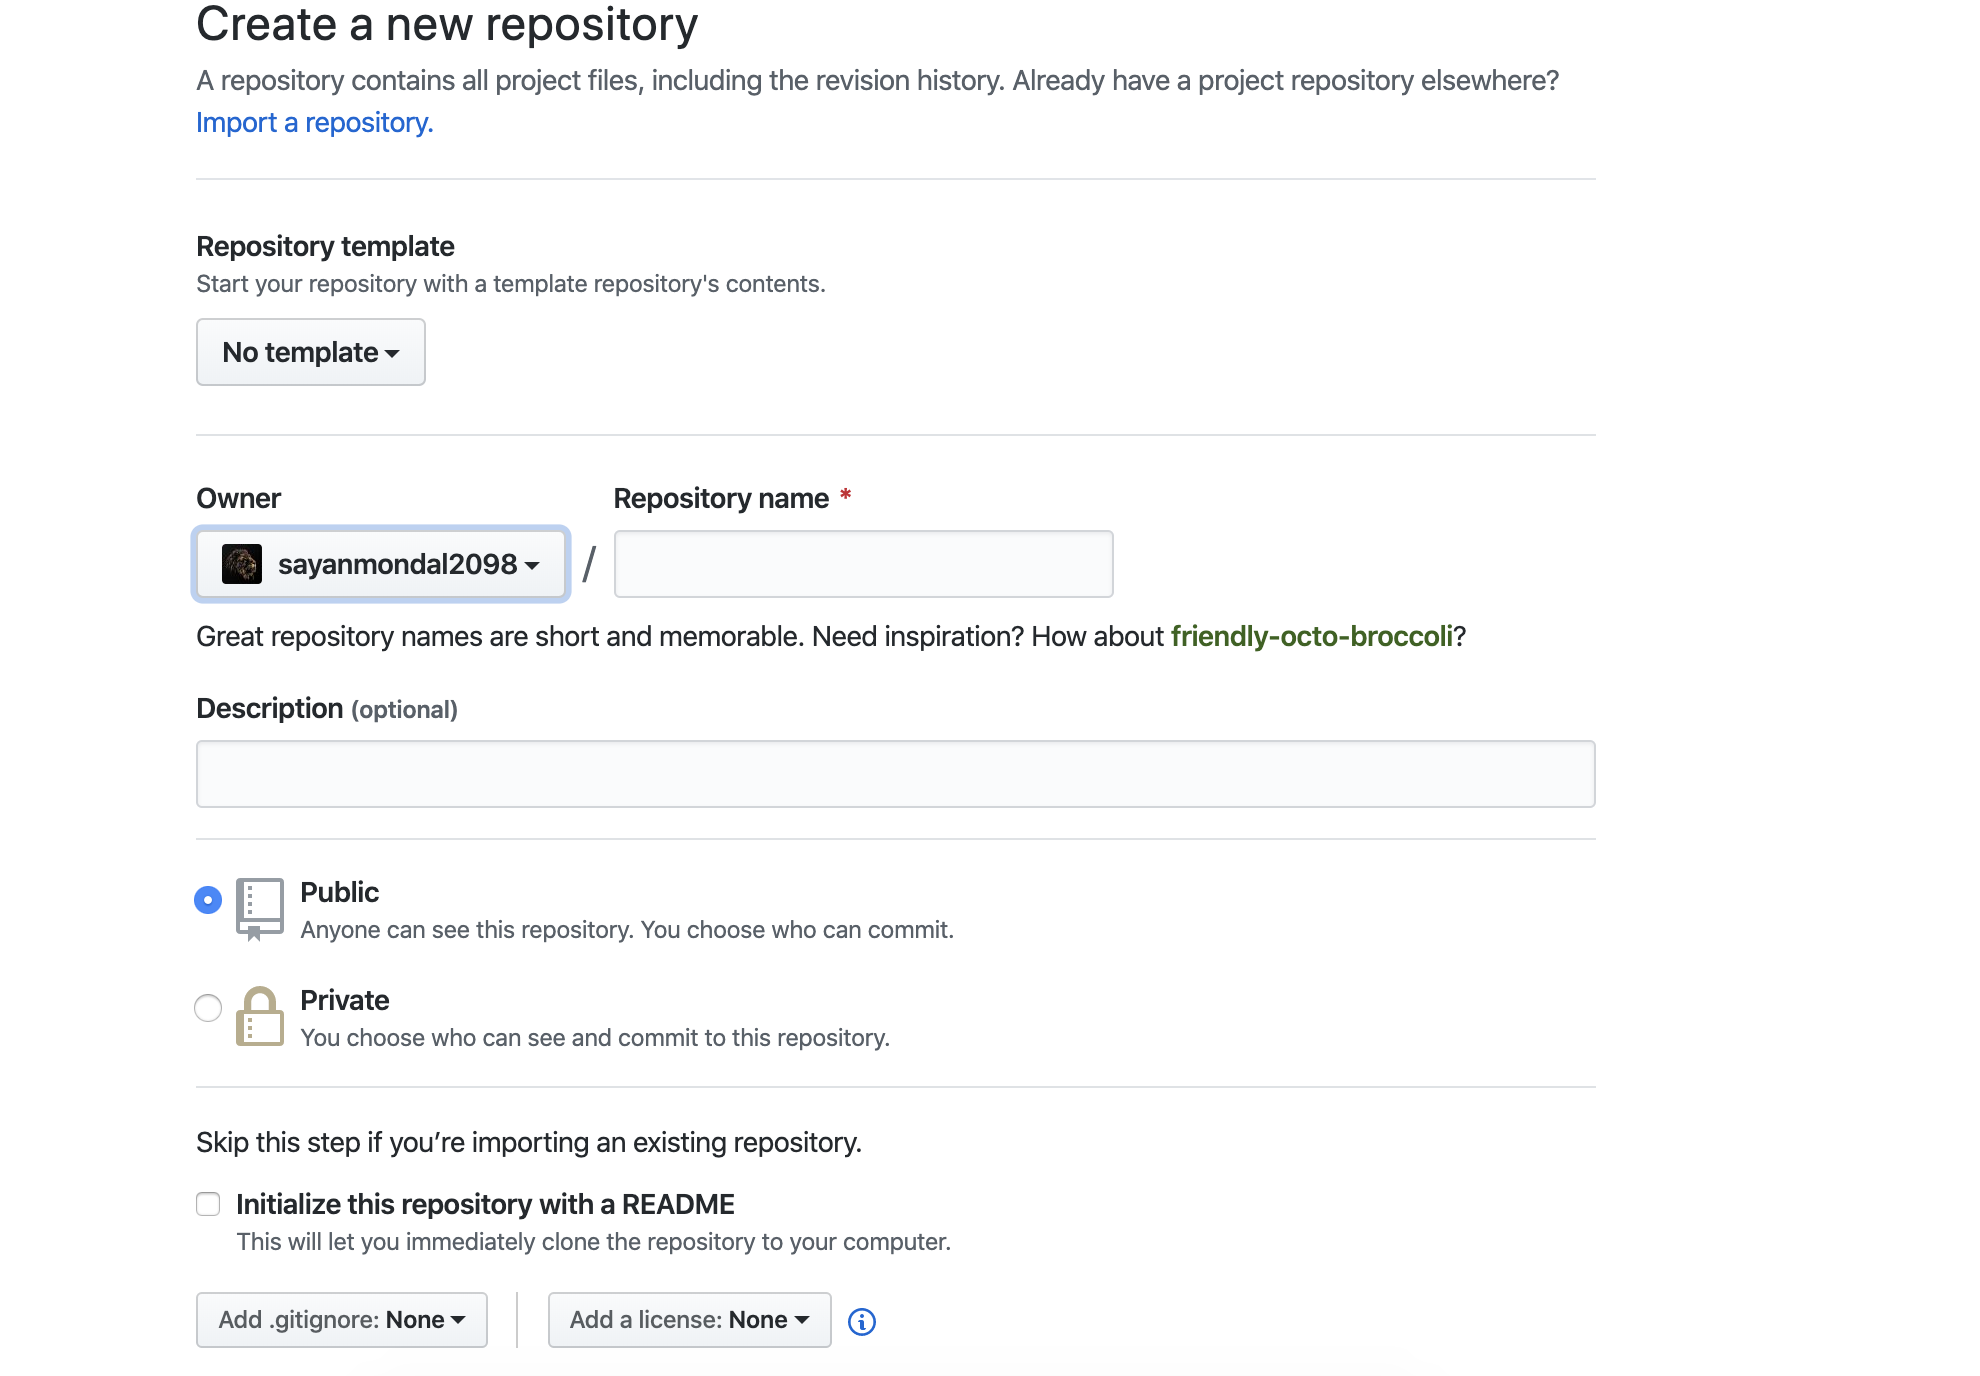 Create a new repository
A repository contains all project files, including the revision history. Already have a project repository elsewhere?
Import a repository.
Repository template
Start your repository with a template repository's contents.
No template
Owner
Repository name *
sayanmondal2098
/
Great repository names are short and memorable. Need inspiration? How about friendly-octo-broccoli?
Description (optional)
Public
Anyone can see this repository. You choose who can commit.
Private
You choose who can see and commit to this repository.
Skip this step if you’re importing an existing repository.
Initialize this repository with a README
This will let you immediately clone the repository to your computer.
Add .gitignore: None
Add a license: None